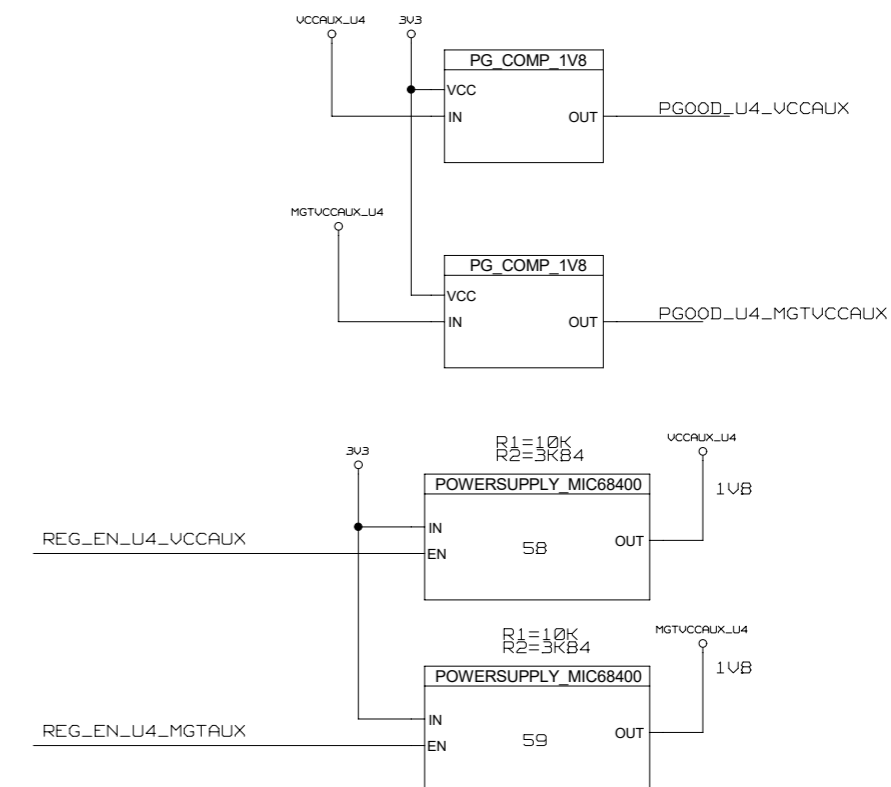 VCCAUX_U4
3V3
PG_COMP_1V8
VCC
IN
OUT
PGOOD_U4_VCCAUX
MGTVCCAUX_U4
PG_COMP_1V8
VCC
IN
OUT
PGOOD_U4_MGTVCCAUX
3V3
R1=10K
R2=3K84
VCCAUX_U4
POWERSUPPLY_MIC68400
1V8
IN
REG_EN_U4_VCCAUX
EN
58
OUT
R1=10K
R2=3K84
MGTVCCAUX_U4
POWERSUPPLY_MIC68400
1V8
IN
REG_EN_U4_MGTAUX
EN
59
OUT